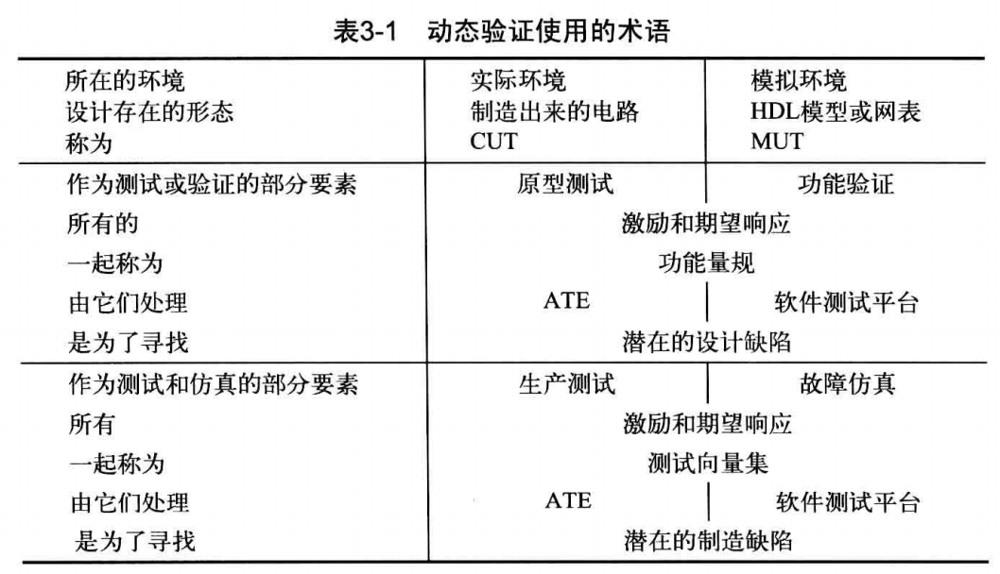 表3-1 动态验证使用的术语
所在的环境 实际环境 模拟环境
设计存在的形态 制造出来的电路 HDL模型或网表
称为 CUT MUT
作为测试或验证的部分要素 原型测试 功能验证
所有的 激励和期望响应
一起称为 功能量规
由它们处理 ATE 软件测试平台
是为了寻找 潜在的设计缺陷
作为测试和仿真的部分要素 生产测试 故障仿真
所有 激励和期望响应
一起称为 测试向量集
由它们处理 ATE 软件测试平台
是为了寻找 潜在的制造缺陷